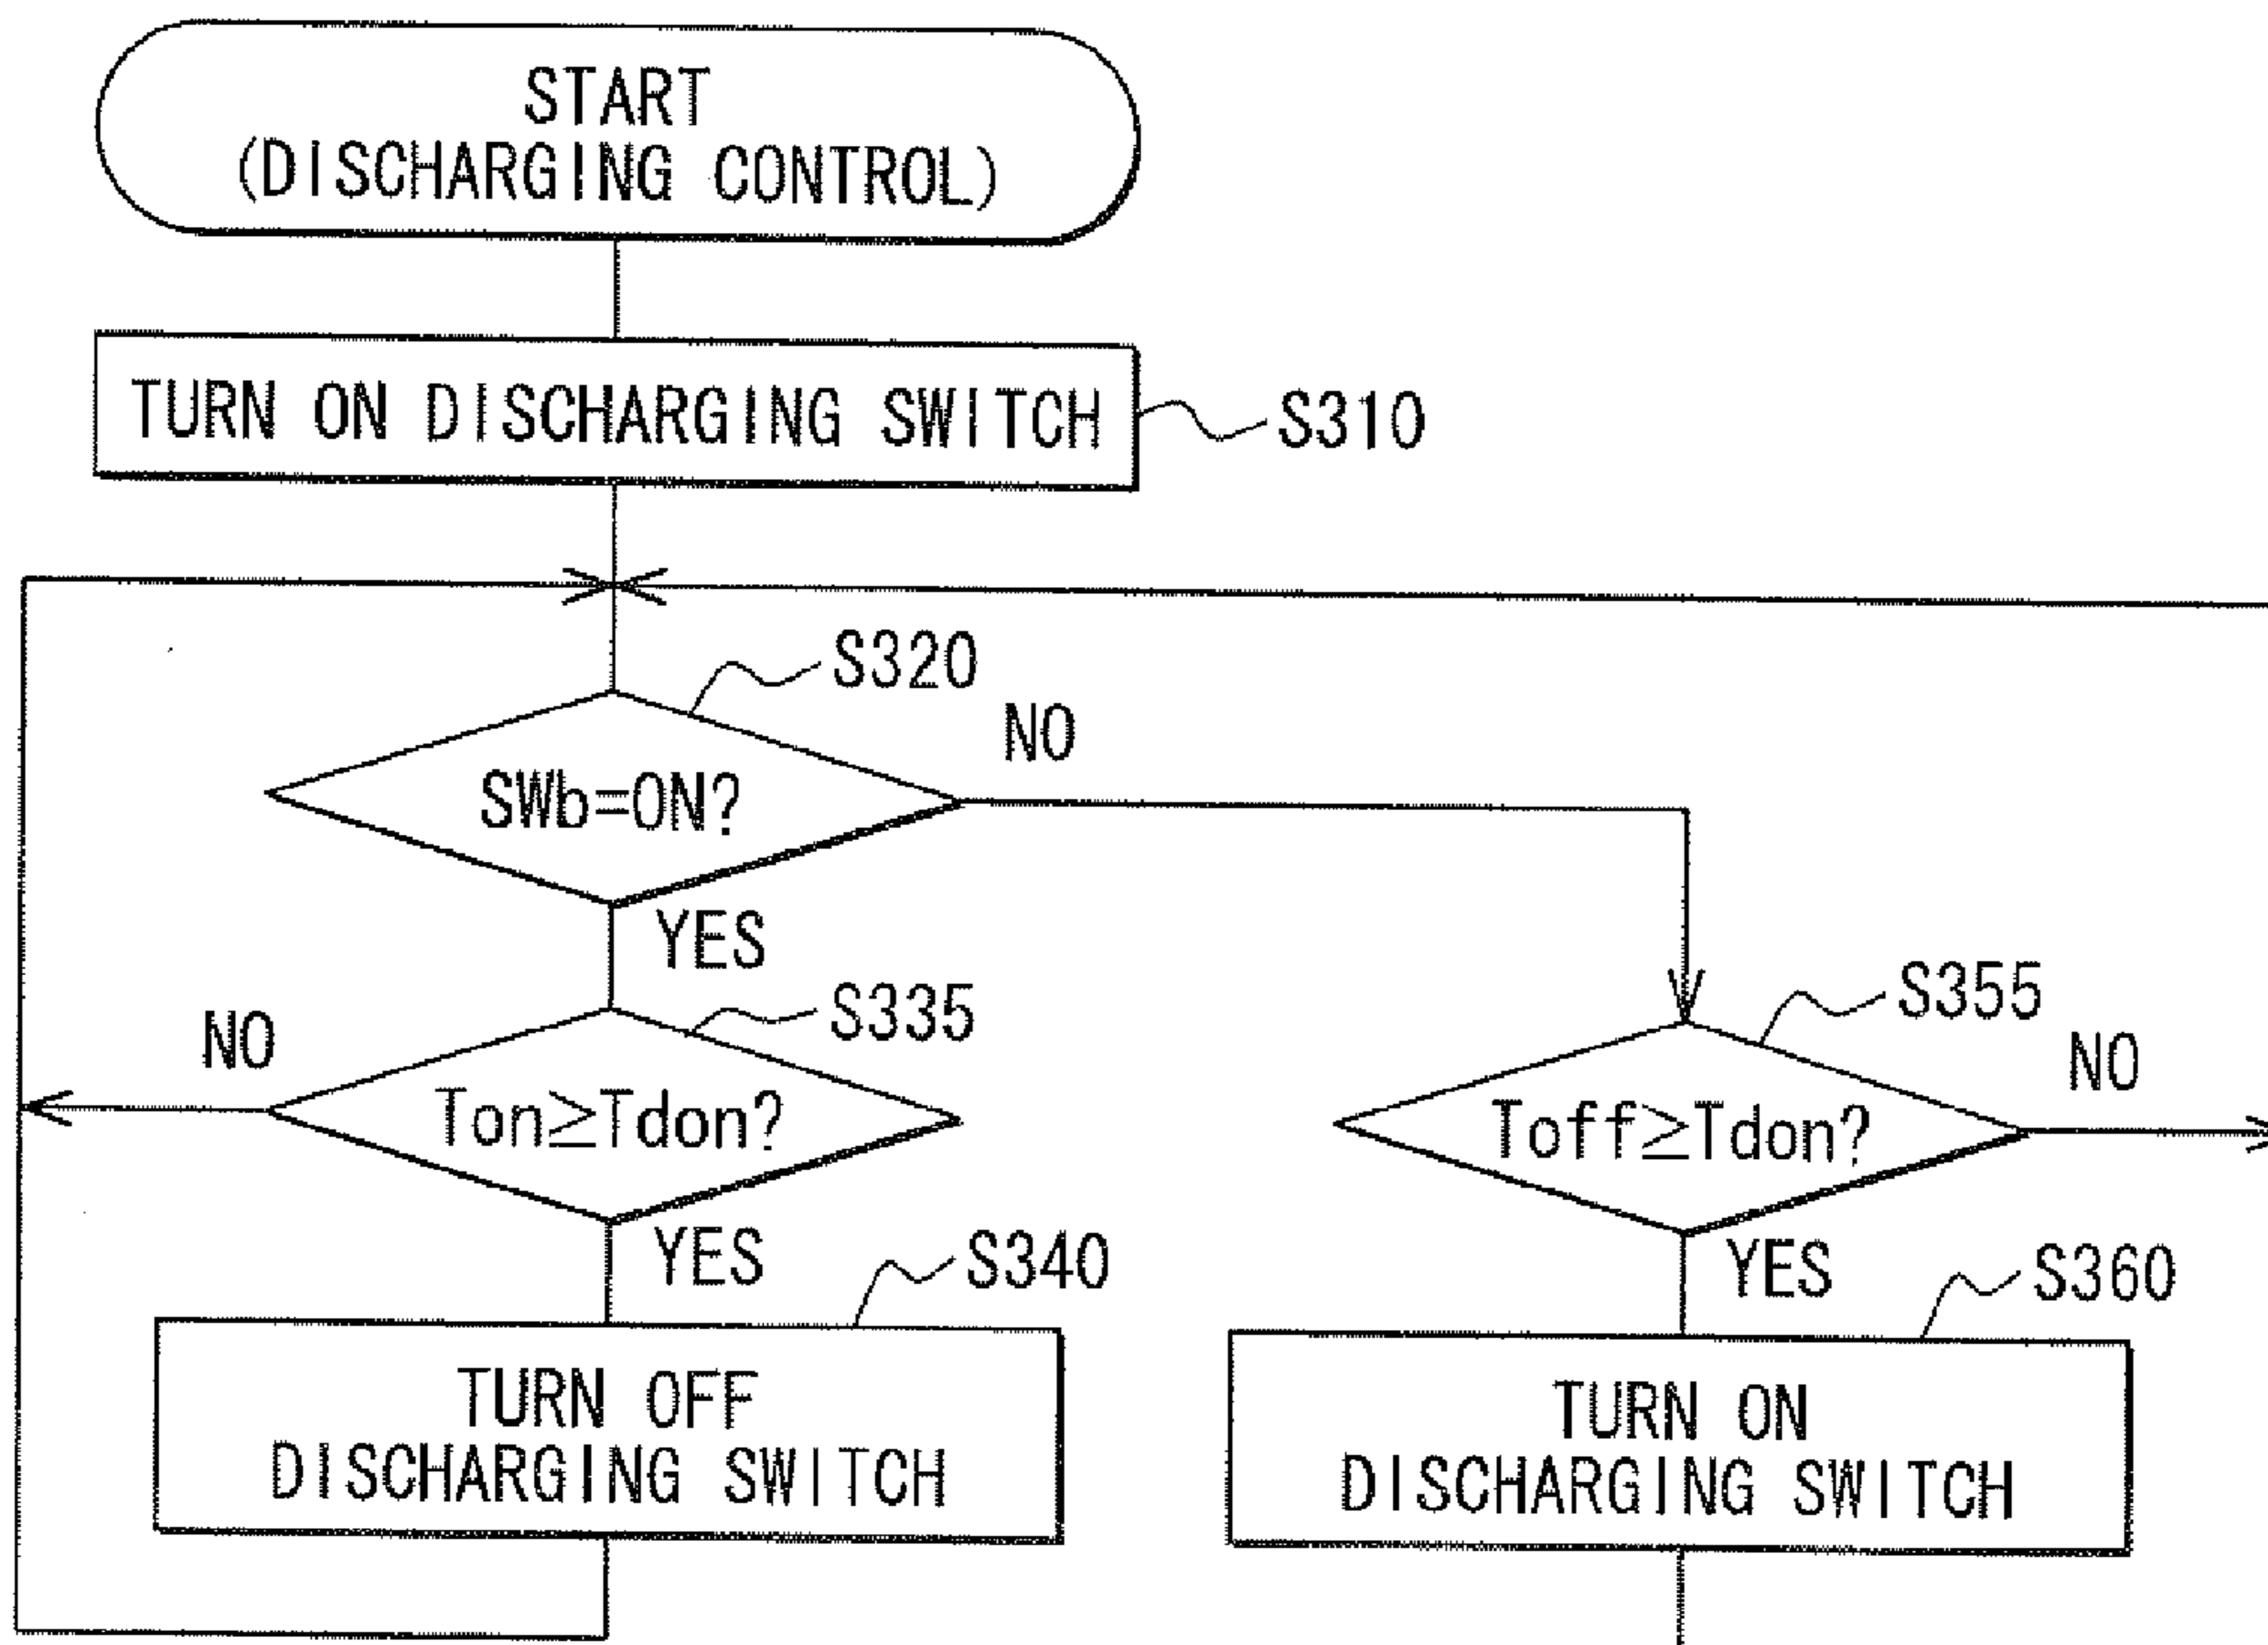 START
(DISCHARGING CONTROL)
TURN ON DISCHARGING SWITCH
S310
S320
SWb=ON?
NO
YES
S335
Ton≥Tdon?
NO
YES
S340
TURN OFF
DISCHARGING SWITCH
S355
Toff≥Tdon?
NO
YES
S360
TURN ON
DISCHARGING SWITCH